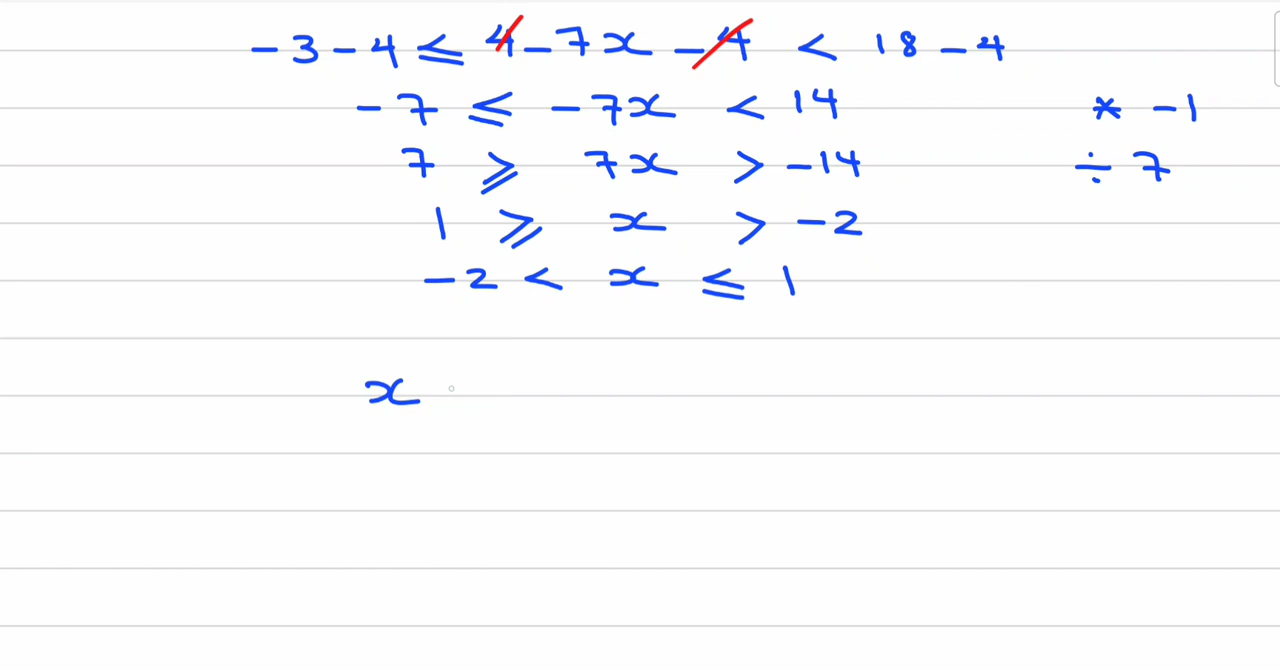 -3-4 ≤ 4-7x-4 < 18-4
-7 ≤ -7x < 14 * -1
7 ≥ 7x > -14 ÷ 7
1 ≥ x > -2
-2 < x ≤ 1
x